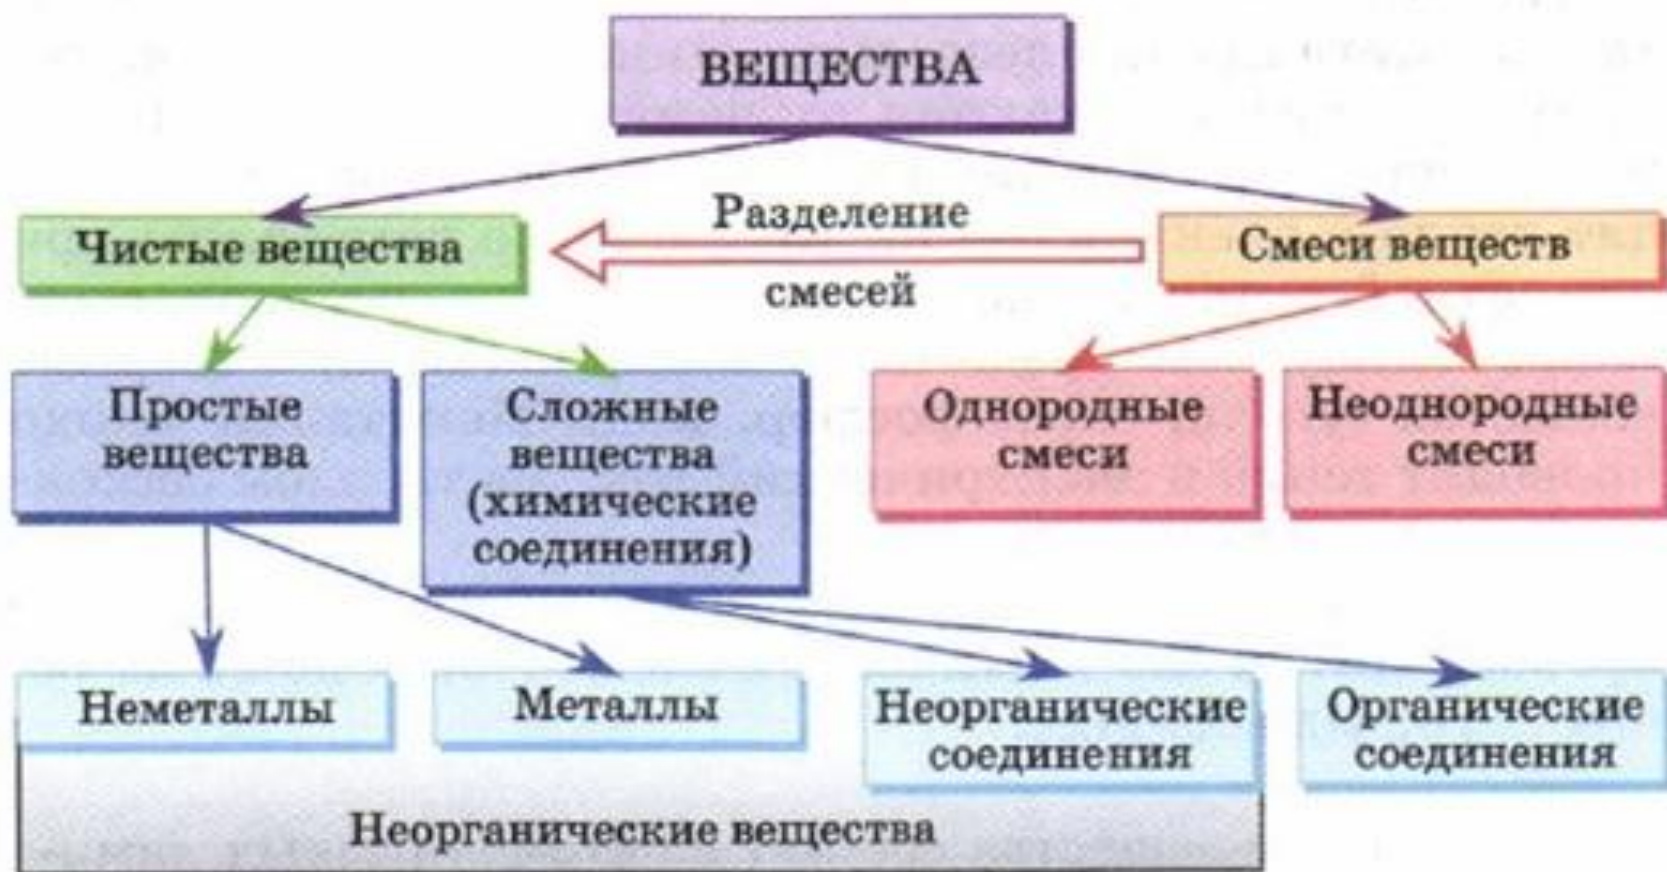 ВЕЩЕСТВА
Чистые вещества
Разделение
смесей
Смеси веществ
Простые
вещества
Сложные
вещества
(химические
соединения)
Однородные
смеси
Неоднородные
смеси
Неметаллы
Металлы
Неорганические
соединения
Органические
соединения
Неорганические вещества